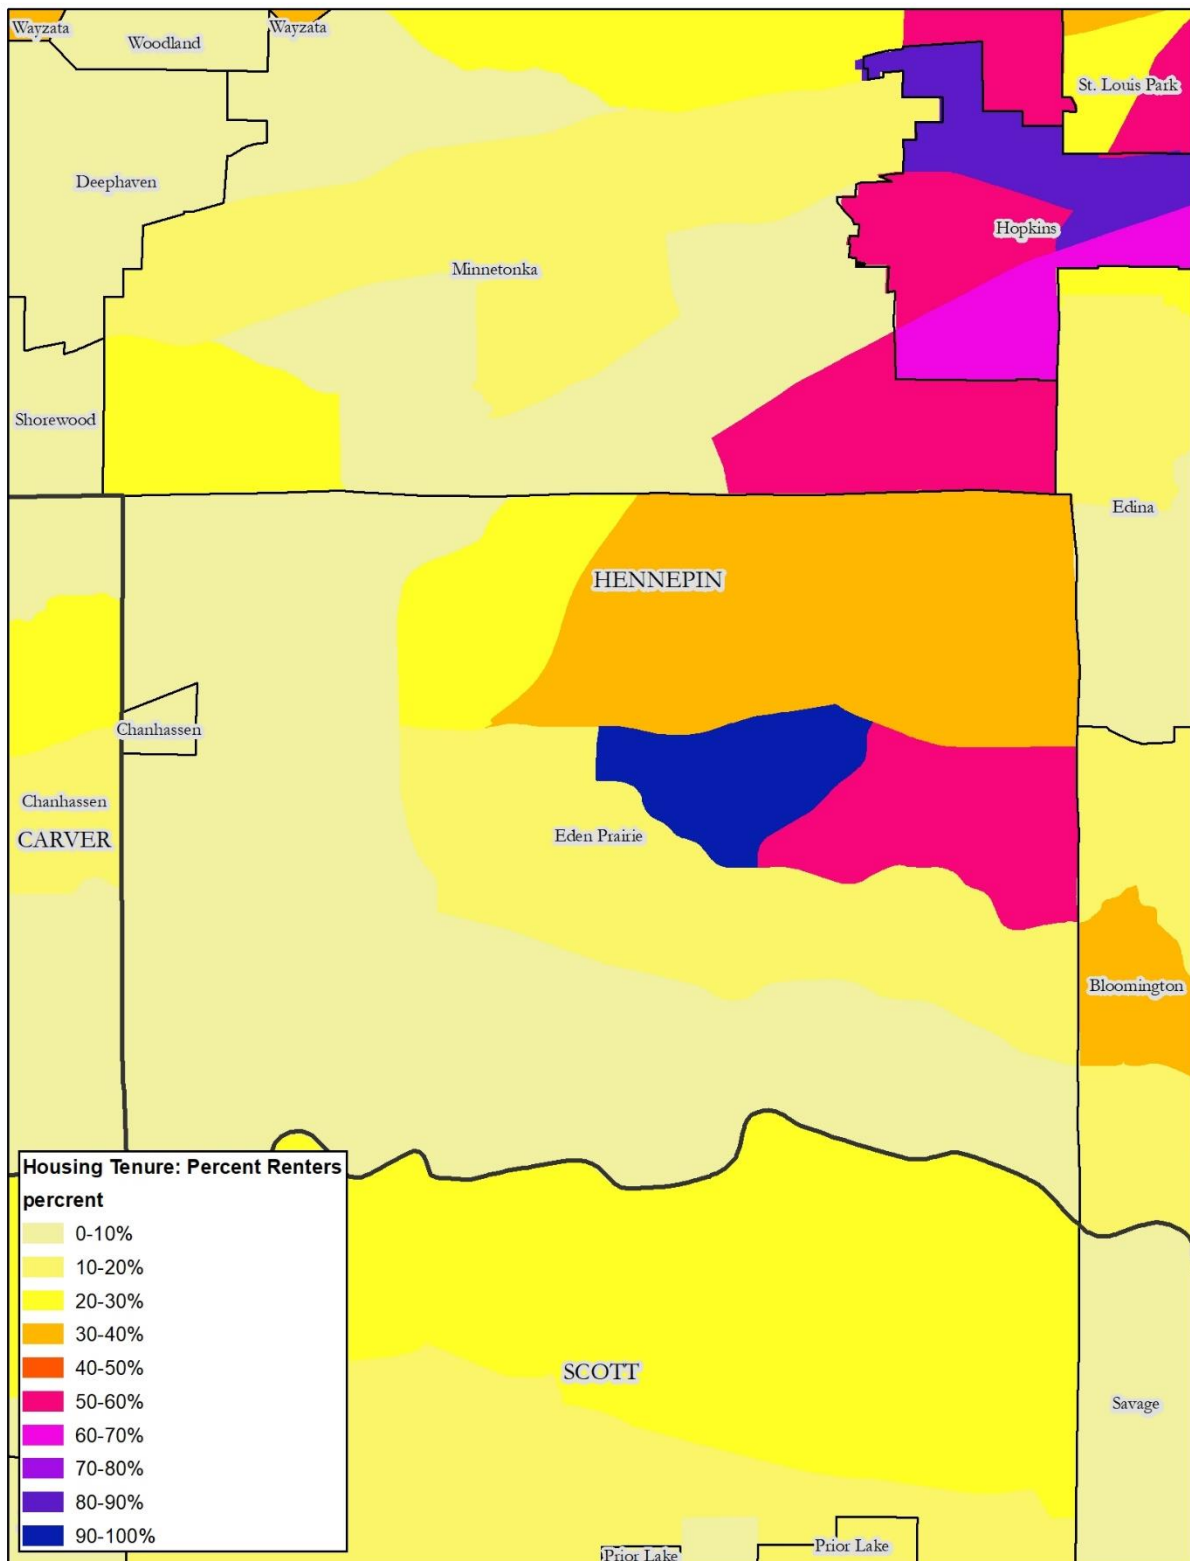 Wayzata
Wayzata
Woodland
St. Louis Park
Deephaven
Hopkins
Minnetonka
Shorewood
Edina
HENNEPIN
Chanhassen
Chanhassen
CARVER
Eden Prairie
Bloomington
Housing Tenure: Percent Renters
percrent
0-10%
10-20%
20-30%
30-40%
40-50%
50-60%
60-70%
70-80%
80-90%
90-100%
SCOTT
Savage
Prior Lake
Prior Lake